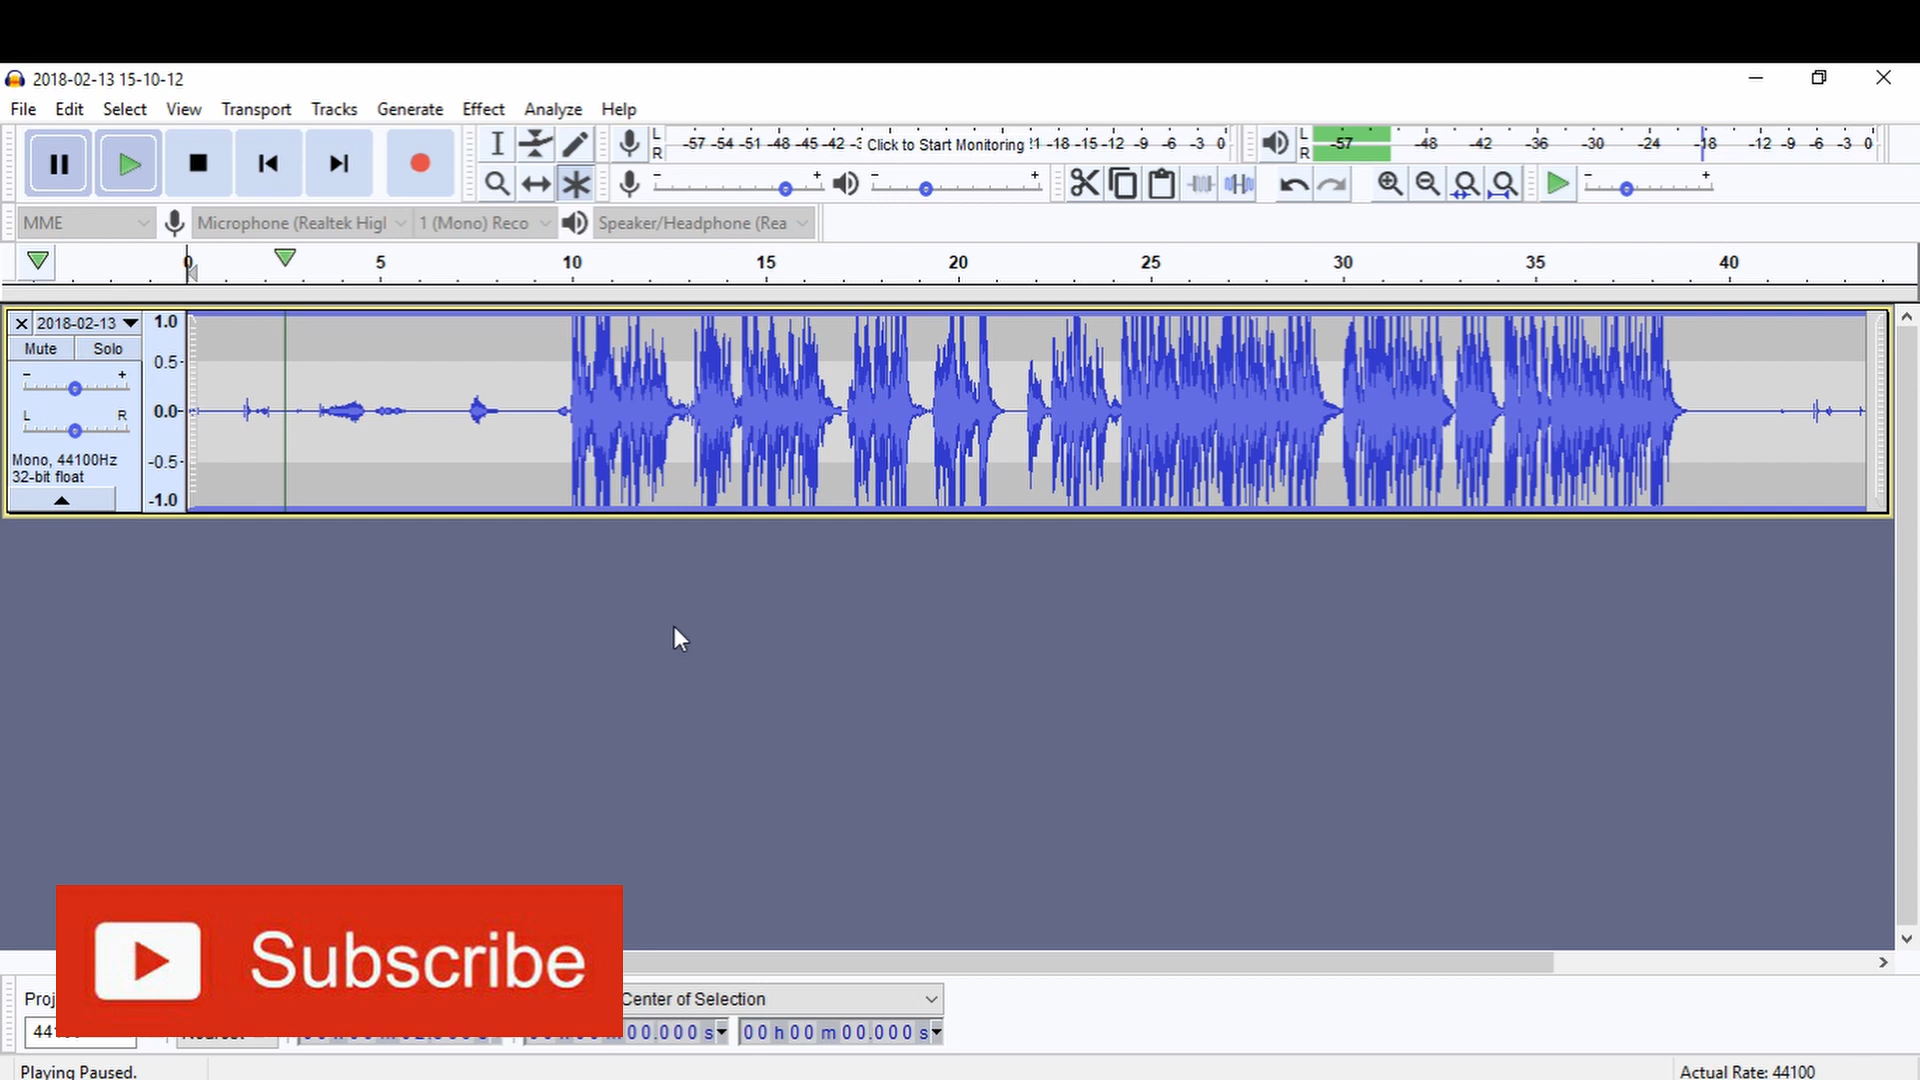 2018-02-13 15-10-12
File Edit Select View Transport Tracks Generate Effect Analyze Help
L
R
-57 -54 -51 -48 -45 -42 Click to Start Monitoring -18 -15 -12 -9 -6 -3 0
L
R
-57 -48 -42 -36 -30 -24 -18 -12 -9 -6 -3 0
- + - + - +
MME Microphone (Realtek Higl 1 (Mono) Reco Speaker/Headphone (Rea
0 5 10 15 20 25 30 35 40
2018-02-13
Mute Solo
- +
L R
Mono, 44100Hz
32-bit float
1.0
0.5
0.0
-0.5
-1.0
Subscribe
Center of Selection
00.000 s 00 h 00 m 00.000 s
Playing Paused.
Actual Rate: 44100